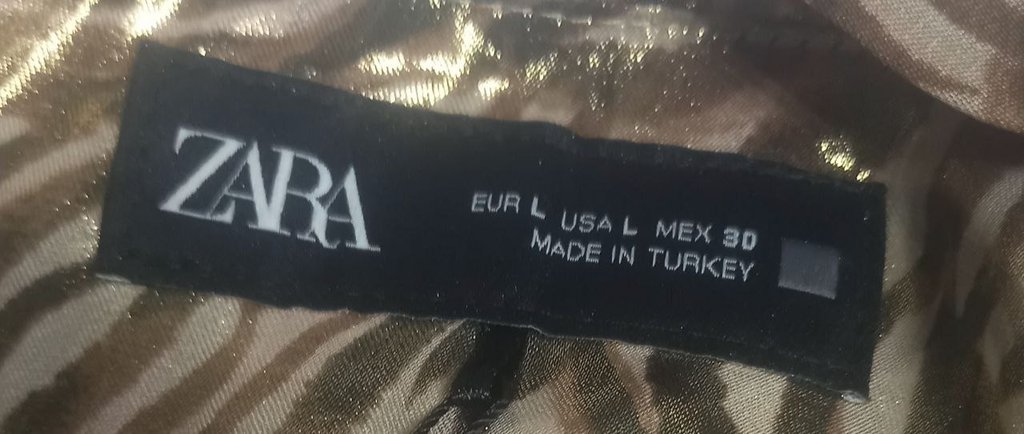 ZARA
EUR L USA L MEX 30
MADE IN TURKEY